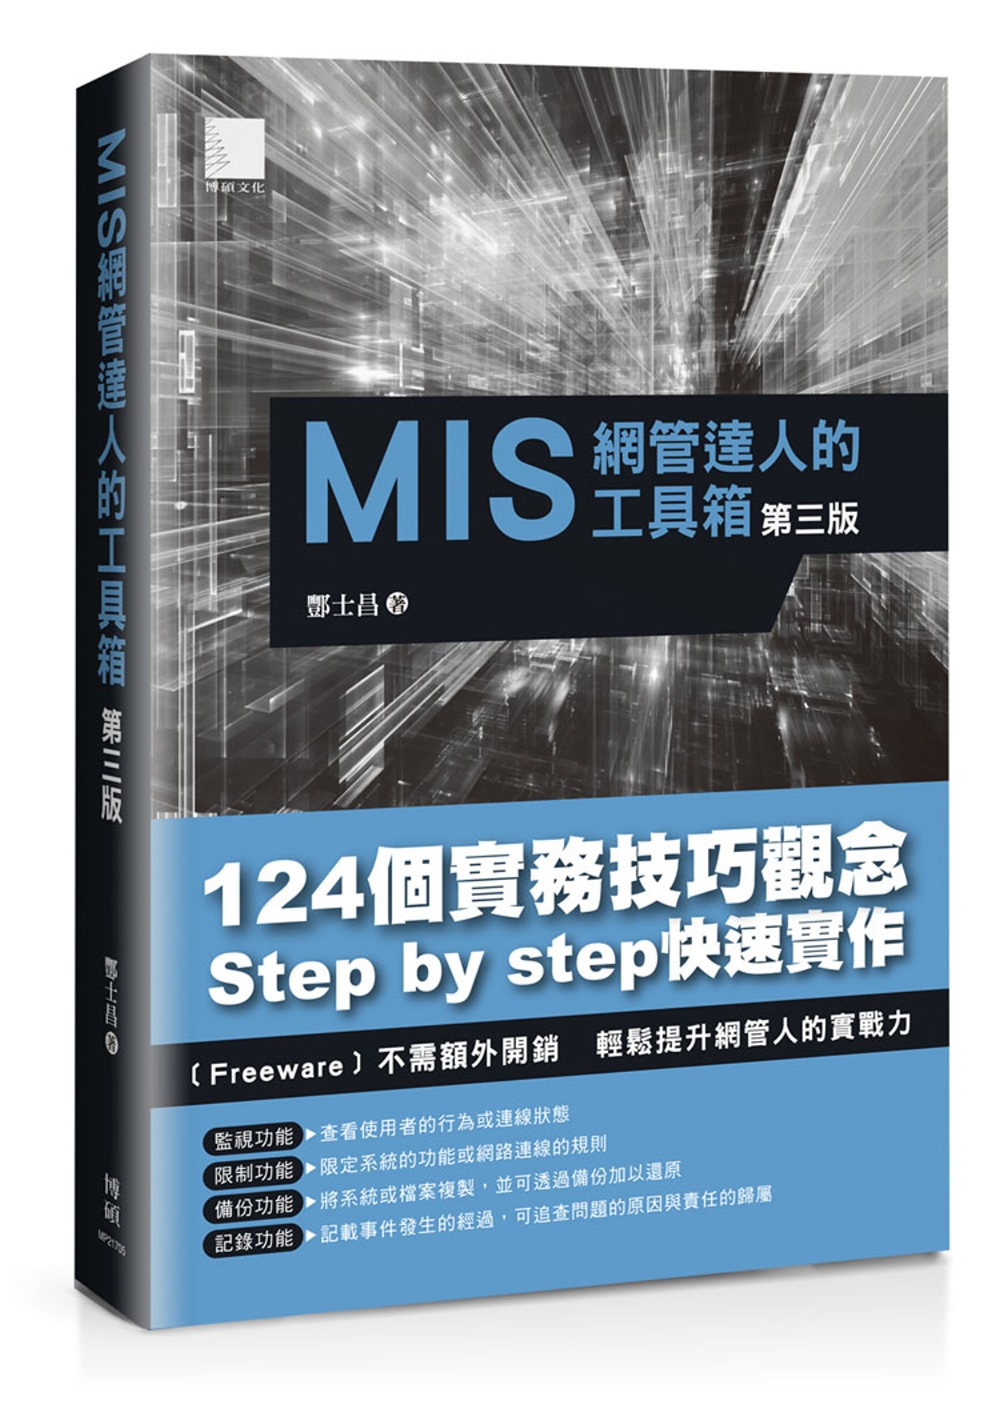 MIS網管達人的工具箱 第三版
酆士昌 著
博碩
MP21705
博碩文化
MIS 網管達人的
工具箱 第三版
酆士昌 著
124個實務技巧觀念
Step by step快速實作
〔Freeware〕不需額外開銷 輕鬆提升網管人的實戰力
監視功能 ▶查看使用者的行為或連線狀態
限制功能 ▶限定系統的功能或網路連線的規則
備份功能 ▶將系統或檔案複製，並可透過備份加以還原
記錄功能 ▶記載事件發生的經過，可追查問題的原因與責任的歸屬